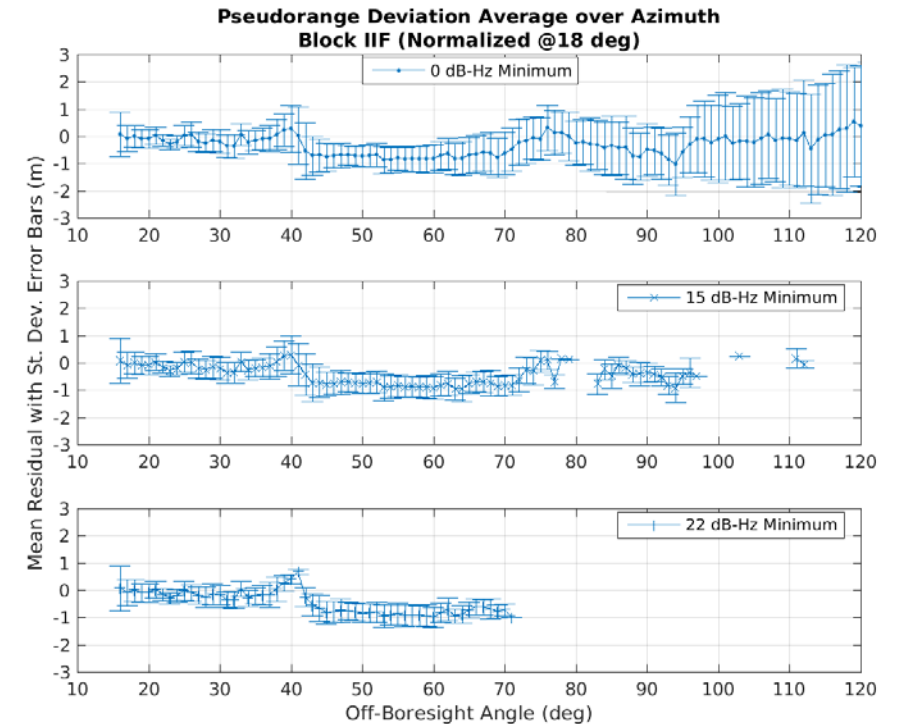 Pseudorange Deviation Average over Azimuth
Block IIF (Normalized @18 deg)
Mean Residual with St. Dev. Error Bars (m)
0 dB-Hz Minimum
3
2
1
0
-1
-2
-3
10 20 30 40 50 60 70 80 90 100 110 120
15 dB-Hz Minimum
3
2
1
0
-1
-2
-3
10 20 30 40 50 60 70 80 90 100 110 120
22 dB-Hz Minimum
3
2
1
0
-1
-2
-3
10 20 30 40 50 60 70 80 90 100 110 120
Off-Boresight Angle (deg)